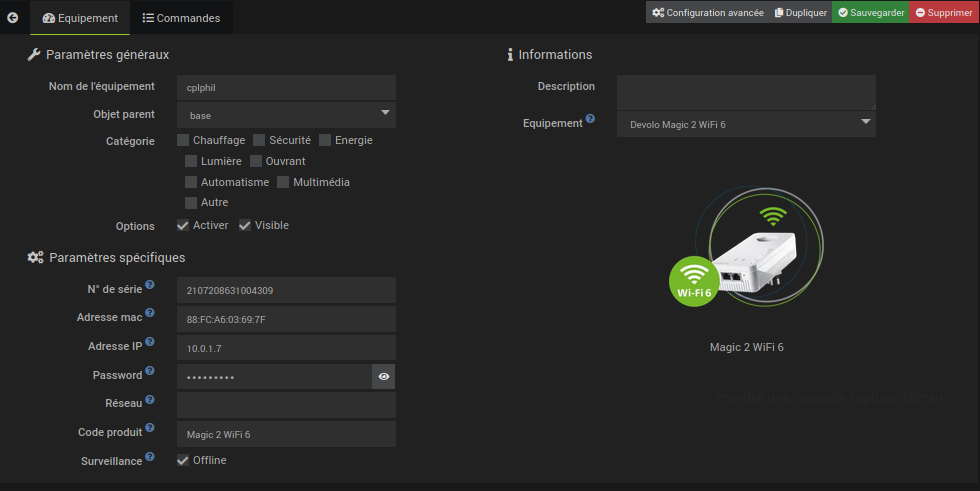 Equipement Commandes Configuration avancée Dupliquer Sauvegarder Supprimer
Paramètres généraux
Nom de l'équipement cplphil
Objet parent base
Catégorie Chauffage Sécurité Energie
Lumière Ouvrant
Automatisme Multimédia
Autre
Options Activer Visible
Paramètres spécifiques
N° de série 2107208631004309
Adresse mac 88:FC:A6:03:69:7F
Adresse IP 10.0.1.7
Password •••••••••
Réseau
Code produit Magic 2 WiFi 6
Surveillance Offline
Informations
Description
Equipement Devolo Magic 2 WiFi 6
Wi-Fi 6
Magic 2 WiFi 6
Prendre une nouvelle capture d'écran